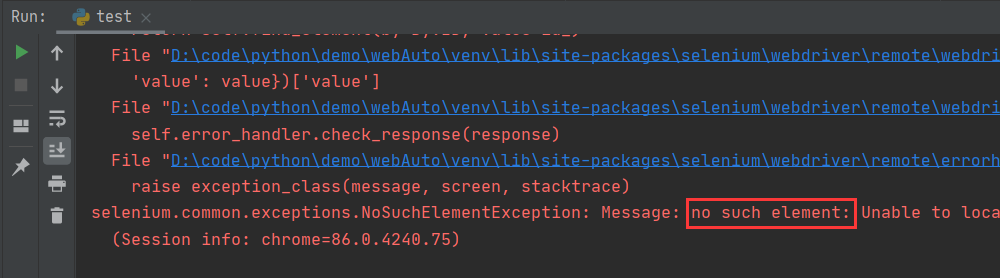 Run: test
File "D:\code\python\demo\webAuto\venv\lib\site-packages\selenium\webdriver\remote\webdri
'value': value})['value']
File "D:\code\python\demo\webAuto\venv\lib\site-packages\selenium\webdriver\remote\webdri
self.error_handler.check_response(response)
File "D:\code\python\demo\webAuto\venv\lib\site-packages\selenium\webdriver\remote\errorh
raise exception_class(message, screen, stacktrace)
selenium.common.exceptions.NoSuchElementException: Message: no such element: Unable to loca
(Session info: chrome=86.0.4240.75)